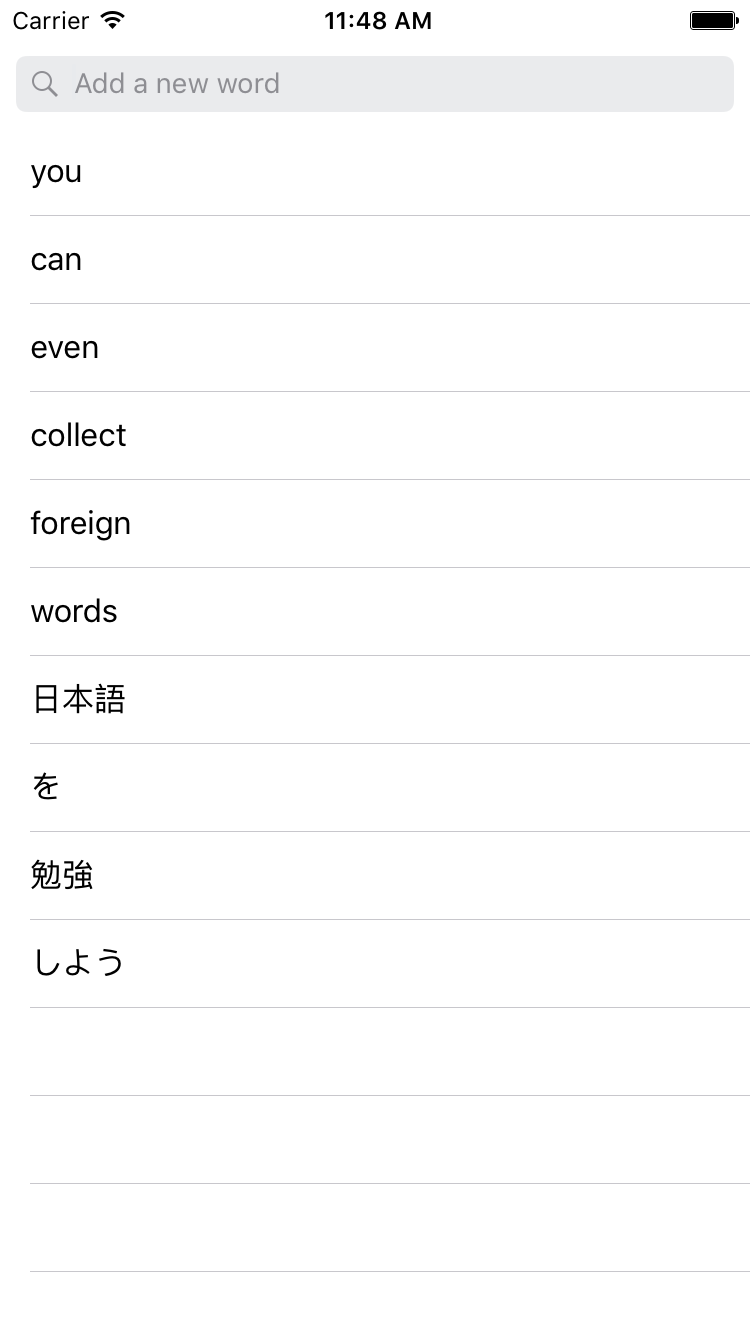 Carrier 11:48 AM
Add a new word
you
can
even
collect
foreign
words
日本語
を
勉強
しよう